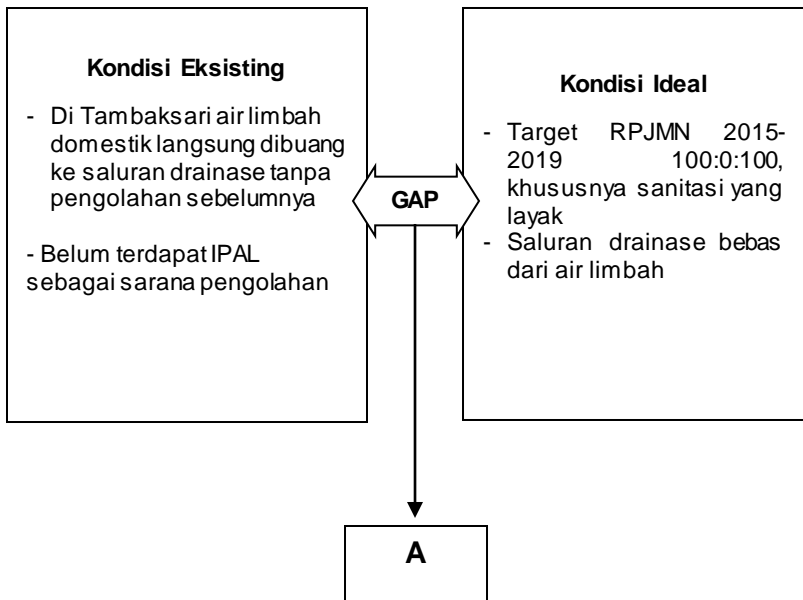 Kondisi Eksisting
- Di Tambaksari air limbah
domestik langsung dibuang
ke saluran drainase tanpa
pengolahan sebelumnya
- Belum terdapat IPAL
sebagai sarana pengolahan
GAP
Kondisi Ideal
- Target RPJMN 2015-
2019 100:0:100,
khususnya sanitasi yang
layak
- Saluran drainase bebas
dari air limbah
A